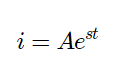 i = Ae^{st}